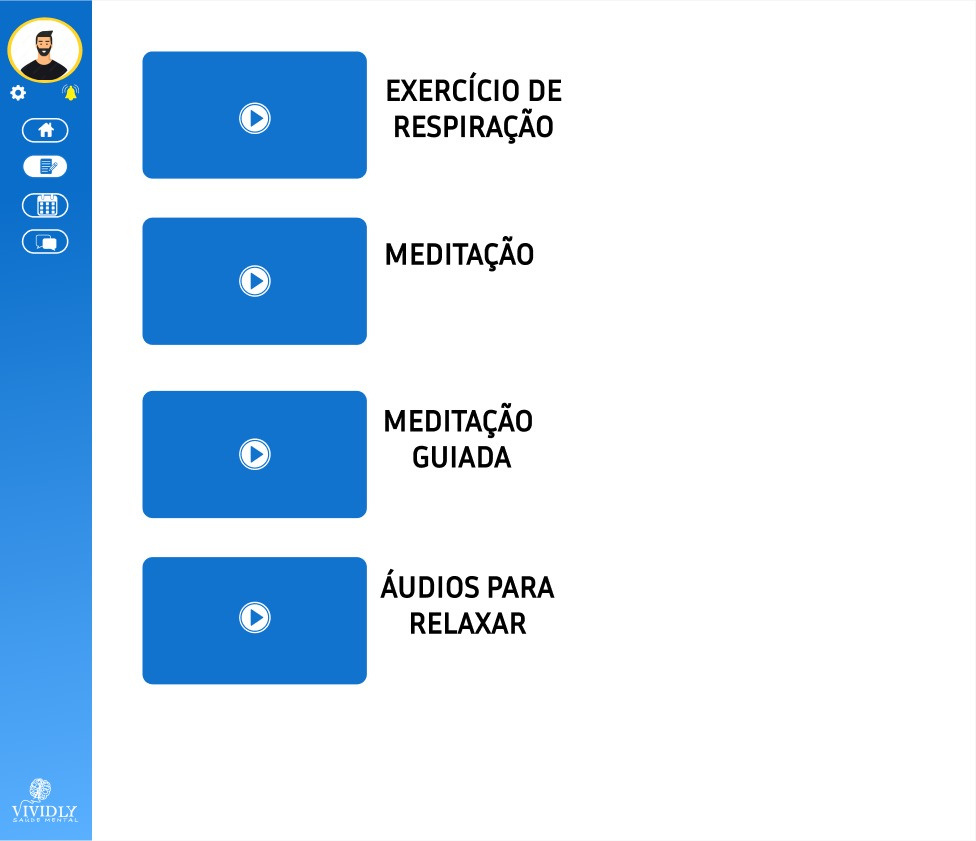 EXERCÍCIO DE
RESPIRAÇÃO
MEDITAÇÃO
MEDITAÇÃO
GUIADA
ÁUDIOS PARA
RELAXAR
VIVIDLY
SAÚDE MENTAL